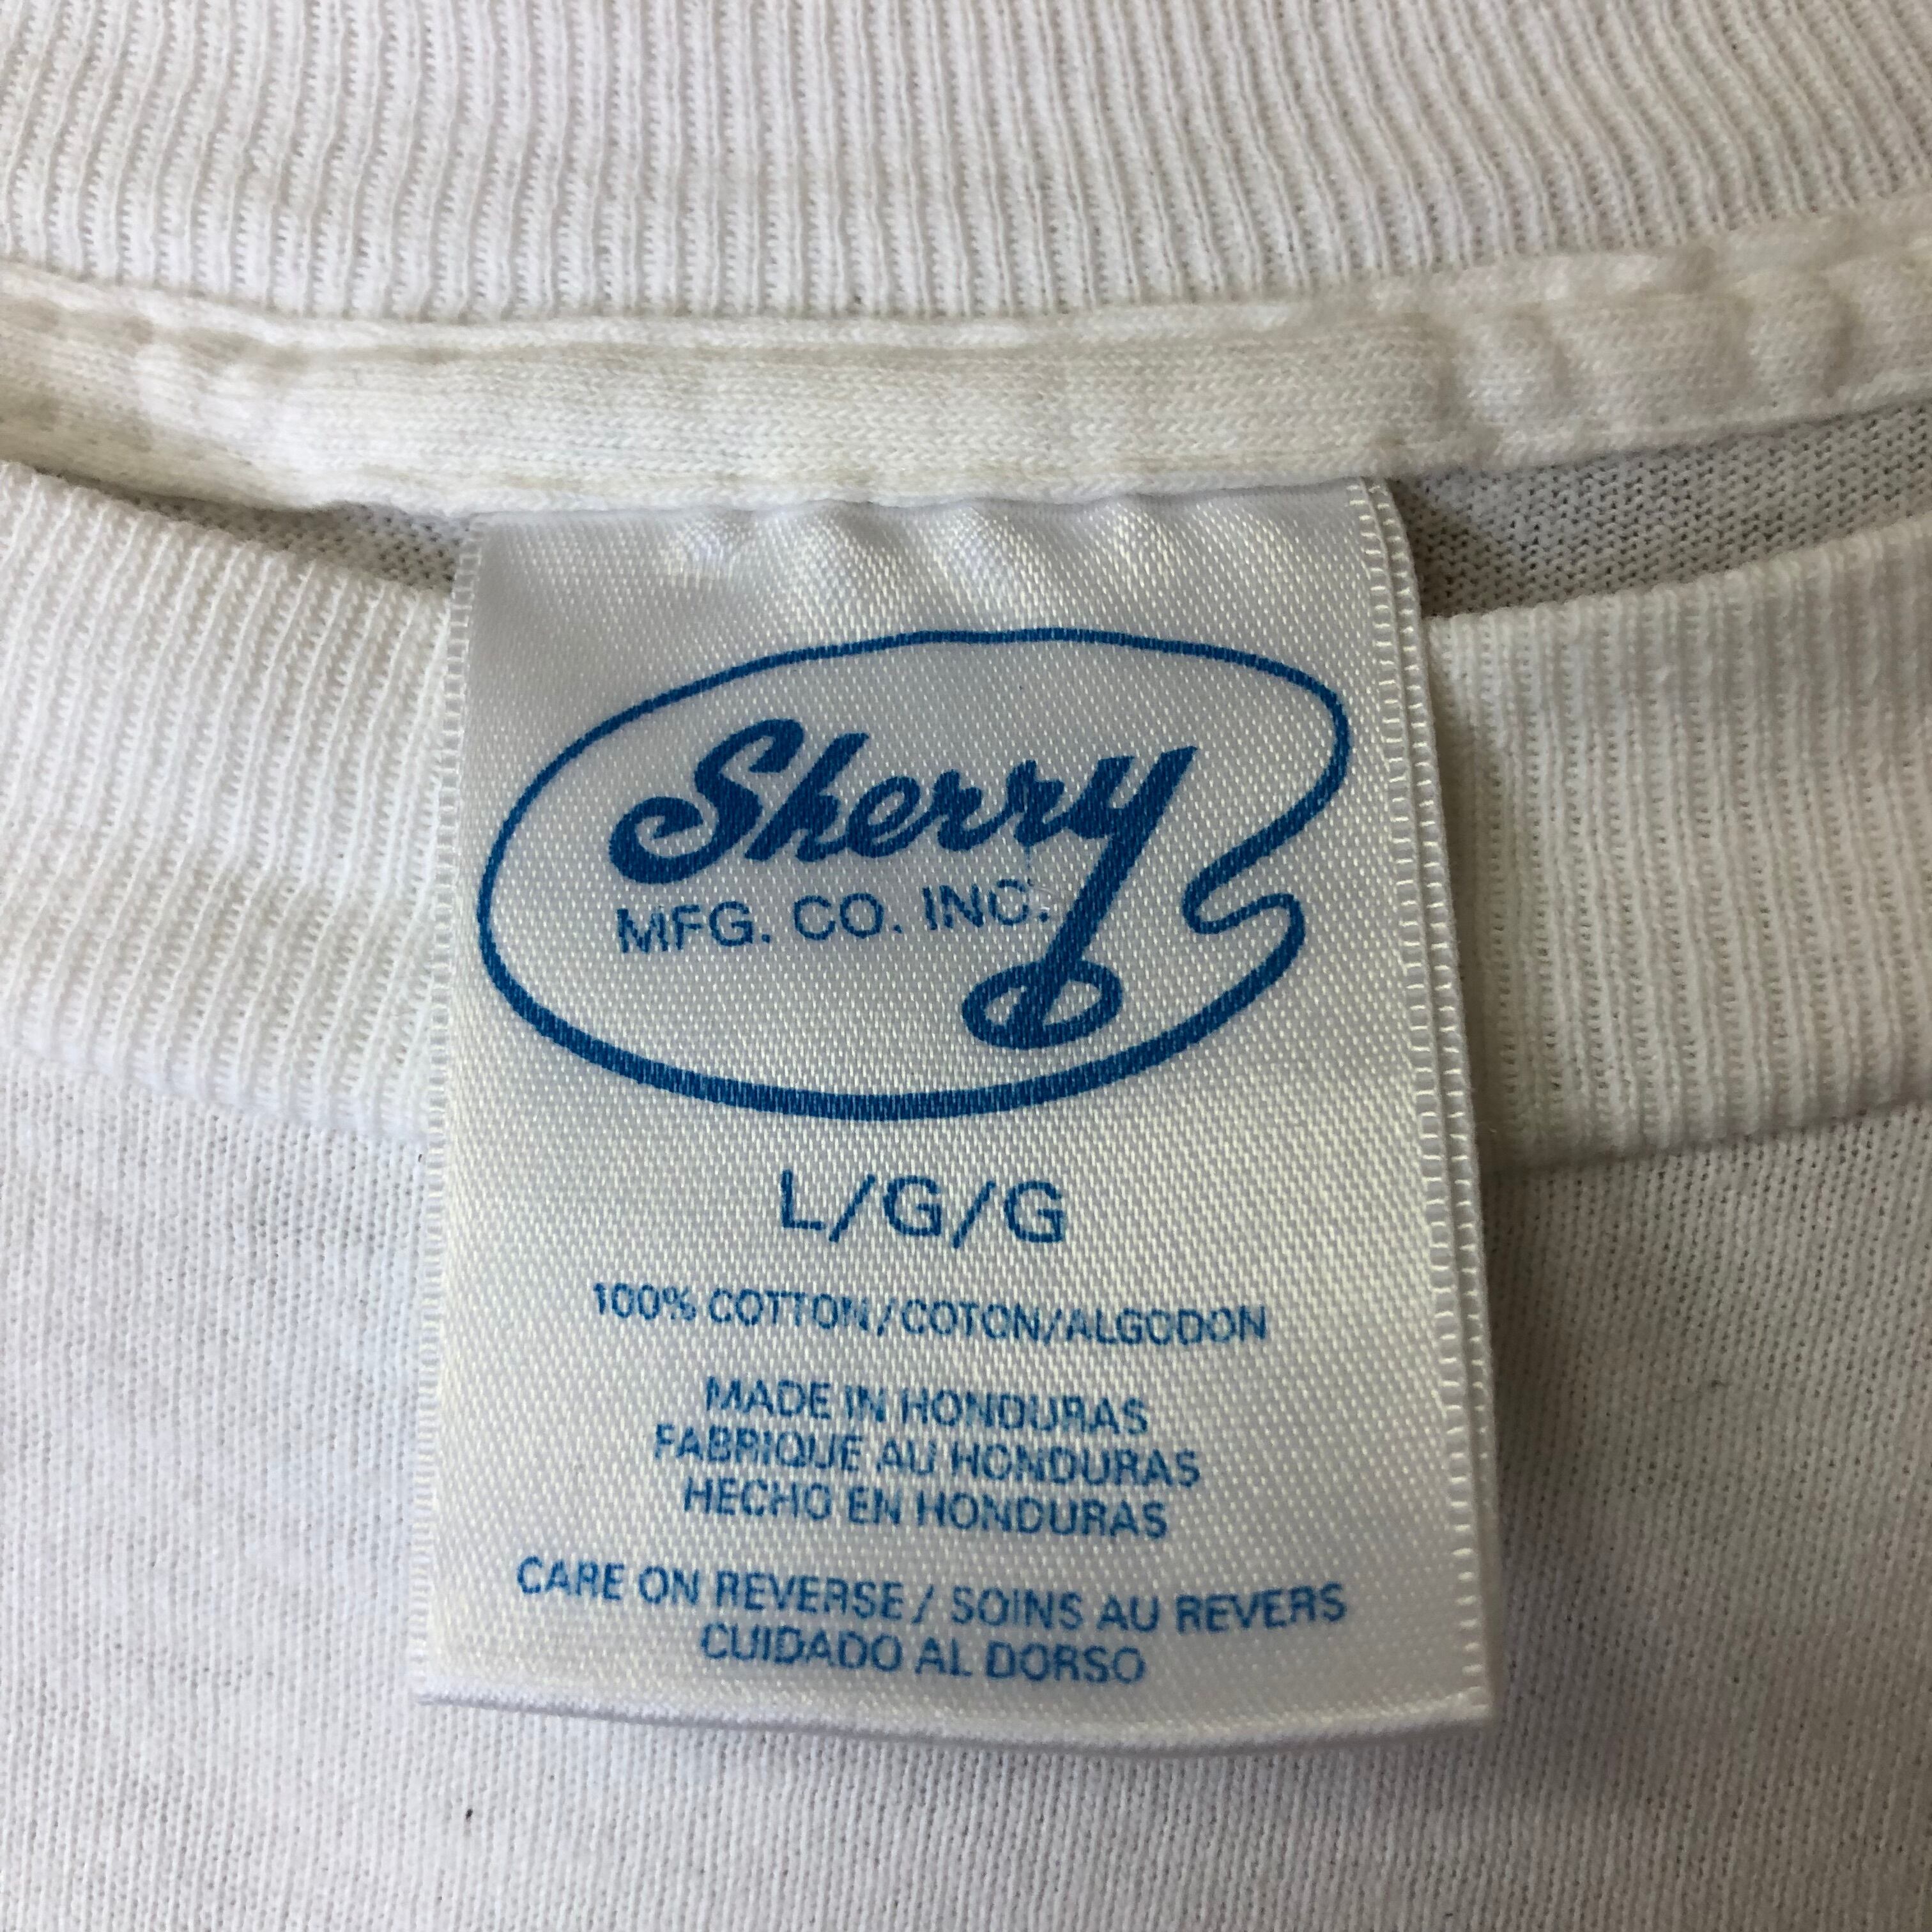 Sherry
MFG. CO. INC.
L/G/G
100% COTTON/COTON/ALGODON
MADE IN HONDURAS
FABRIQUE AU HONDURAS
HECHO EN HONDURAS
CARE ON REVERSE / SOINS AU REVERS
CUIDADO AL DORSO